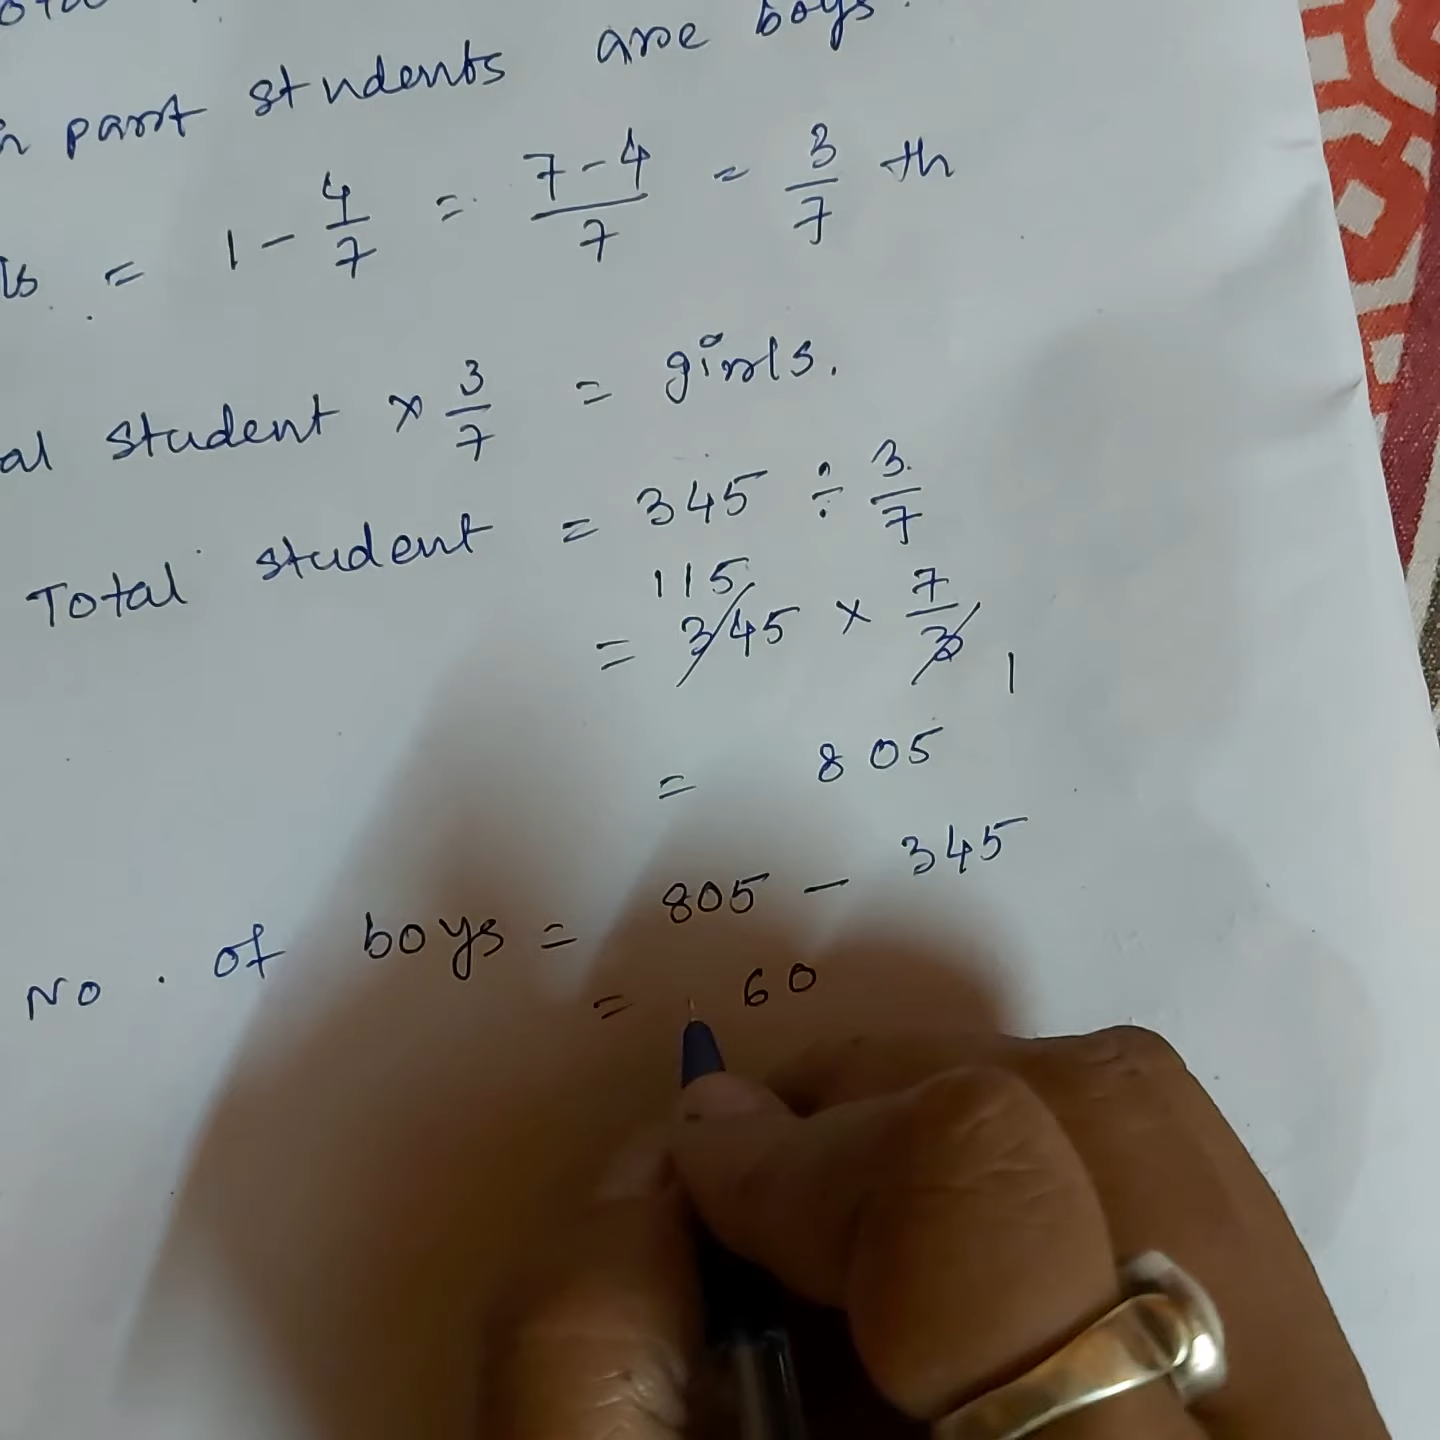 part students are boys.
= 1 - 4/7 = 7-4/7 = 3/7 th
student × 3/7 = girls.
Total student = 345 ÷ 3/7
115
= 345 × 7/3 1
= 805
No. of boys = 805 - 345
= 60